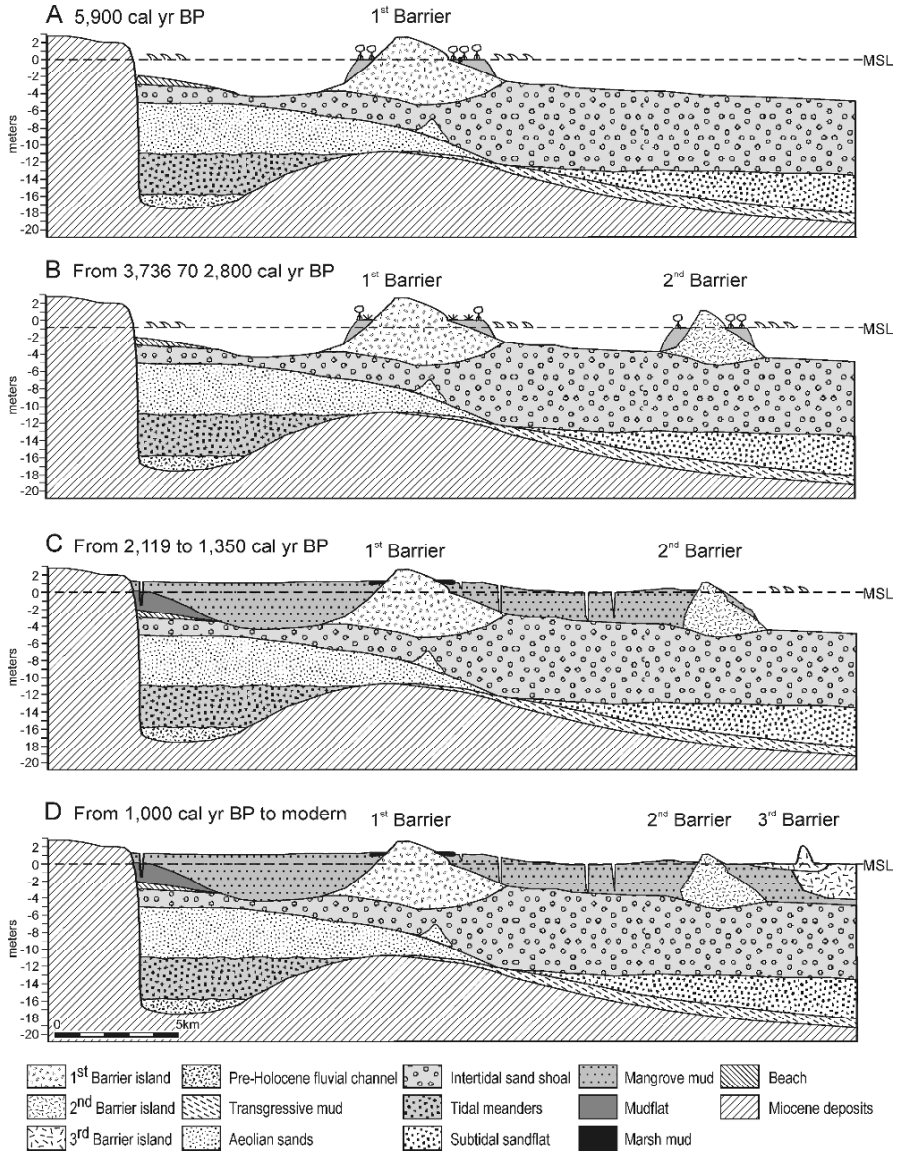 A 5,900 cal yr BP
1st Barrier
2
0
-2
-4
-6
-8
-10
-12
-14
-16
-18
-20
meters
MSL
B From 3,736 70 2,800 cal yr BP
1st Barrier
2nd Barrier
2
0
-2
-4
-6
-8
-10
-12
-14
-16
-18
-20
meters
MSL
C From 2,119 to 1,350 cal yr BP
1st Barrier
2nd Barrier
2
0
-2
-4
-6
-8
-10
-12
-14
-16
18
-20
meters
MSL
D From 1,000 cal yr BP to modern
1st Barrier
2nd Barrier
3rd Barrier
2
0
2
-4
-6
-8
-10
-12
-14
-16
-18
-20
meters
MSL
0 5km
1st Barrier island
Pre-Holocene fluvial channel
Intertidal sand shoal
Mangrove mud
Beach
2nd Barrier island
Transgressive mud
Tidal meanders
Mudflat
Miocene deposits
3rd Barrier island
Aeolian sands
Subtidal sandflat
Marsh mud